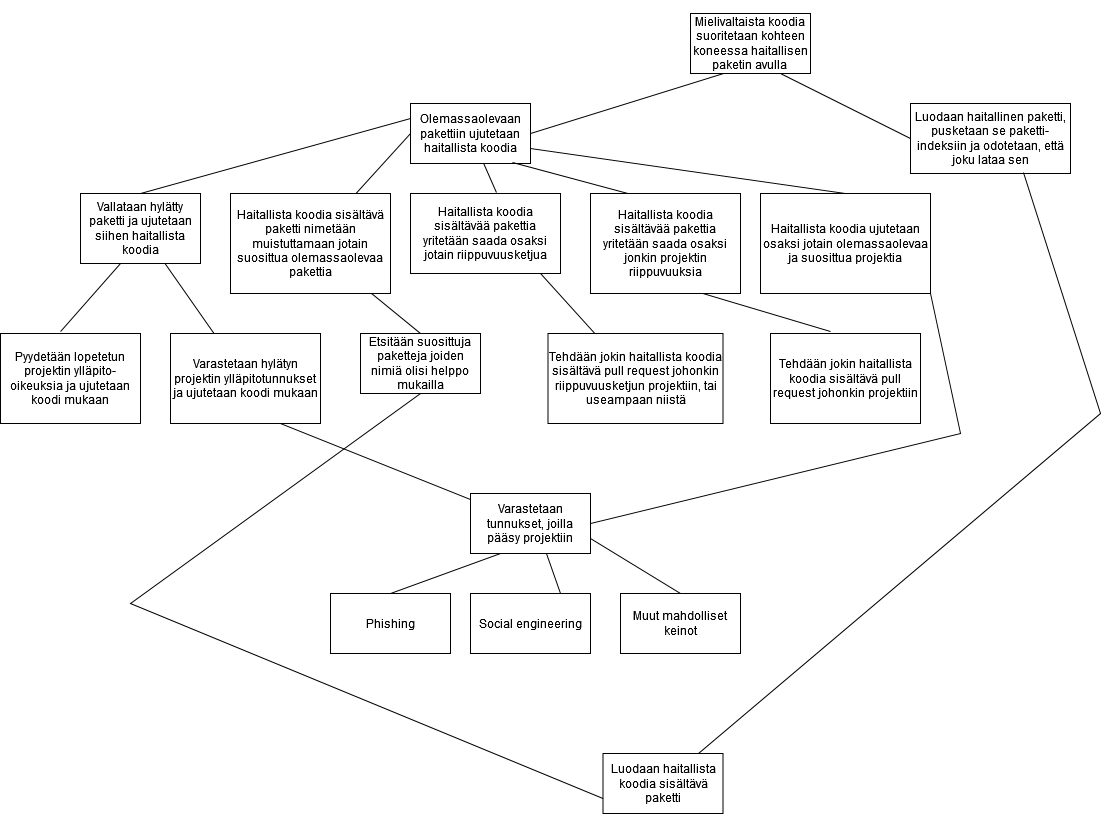 Mielivaltaista koodia
suoritetaan kohteen
koneessa haitallisen
paketin avulla
Olemassaolevaan
pakettiin ujutetaan
haitallista koodia
Luodaan haitallinen paketti,
pusketaan se paketti-
indeksiin ja odotetaan, että
joku lataa sen
Vallataan hylätty
paketti ja ujutetaan
siihen haitallista
koodia
Haitallista koodia sisältävä
paketti nimetään
muistuttamaan jotain
suosittua olemassaolevaa
pakettia
Haitallista koodia
sisältävää pakettia
yritetään saada osaksi
jotain riippuvuusketjua
Haitallista koodia
sisältävää pakettia
yritetään saada osaksi
jonkin projektin
riippuvuuksia
Haitallista koodia ujutetaan
osaksi jotain olemassaolevaa
ja suosittua projektia
Pyydetään lopetetun
projektin ylläpito-
oikeuksia ja ujutetaan
koodi mukaan
Varastetaan hylätyn
projektin ylläpitotunnukset
ja ujutetaan koodi mukaan
Etsitään suosittuja
paketteja joiden
nimiä olisi helppo
mukailla
Tehdään jokin haitallista koodia
sisältävä pull request johonkin
riippuvuusketjun projektiin, tai
useampaan niistä
Tehdään jokin haitallista
koodia sisältävä pull
request johonkin projektiin
Varastetaan
tunnukset, joilla
pääsy projektiin
Phishing
Social engineering
Muut mahdolliset
keinot
Luodaan haitallista
koodia sisältävä
paketti